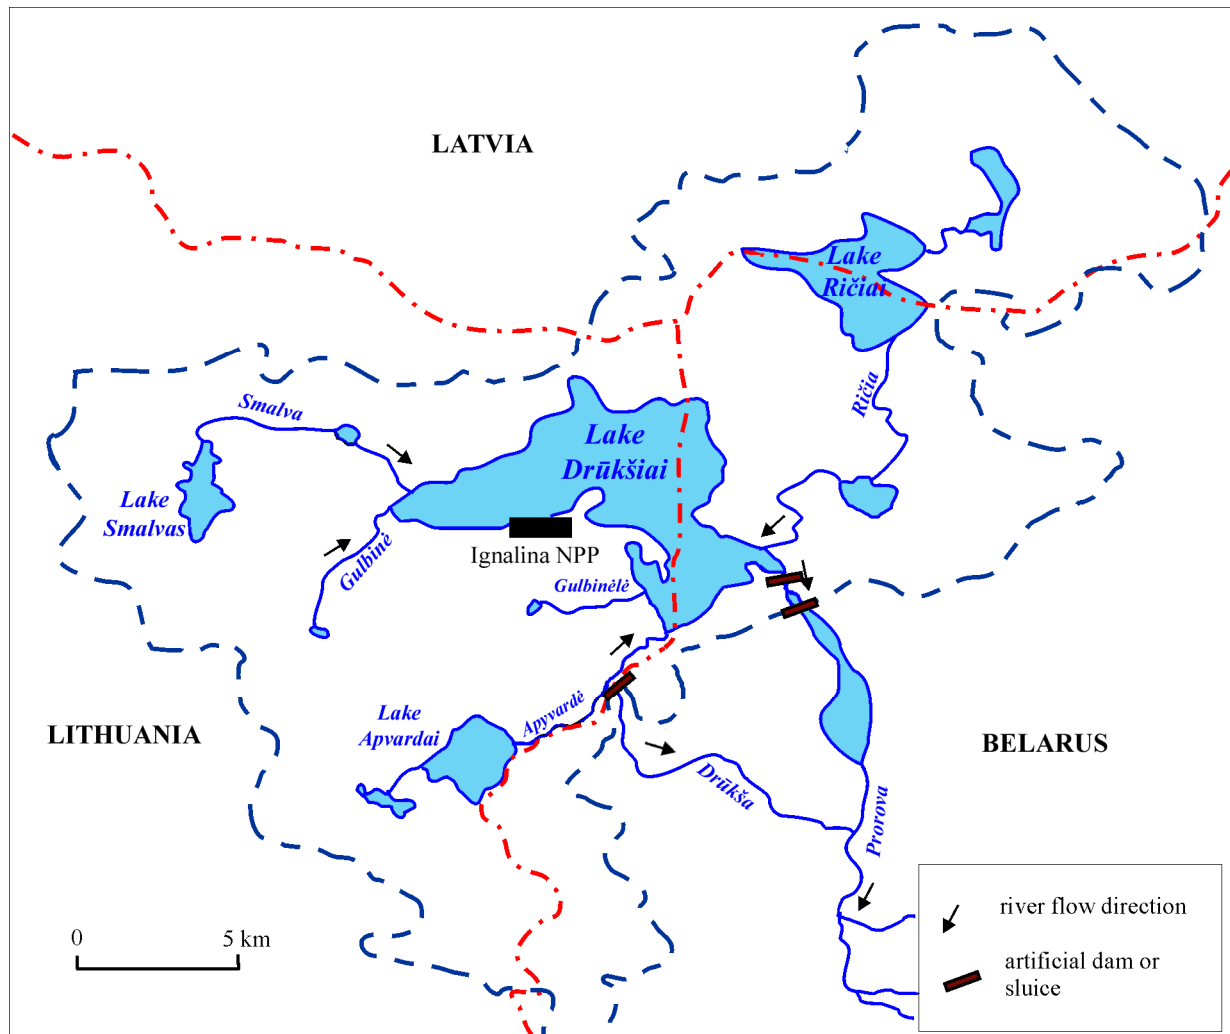 LATVIA
Lake
Ričiai
Ričia
Smalva
Lake
Drūkšiai
Lake
Smalvas
Ignalina NPP
Gulbinė
Gulbinėlė
Apyvardė
Lake
Apvardai
LITHUANIA
BELARUS
Drūkša
Prorova
0 5 km
river flow direction
artificial dam or
sluice